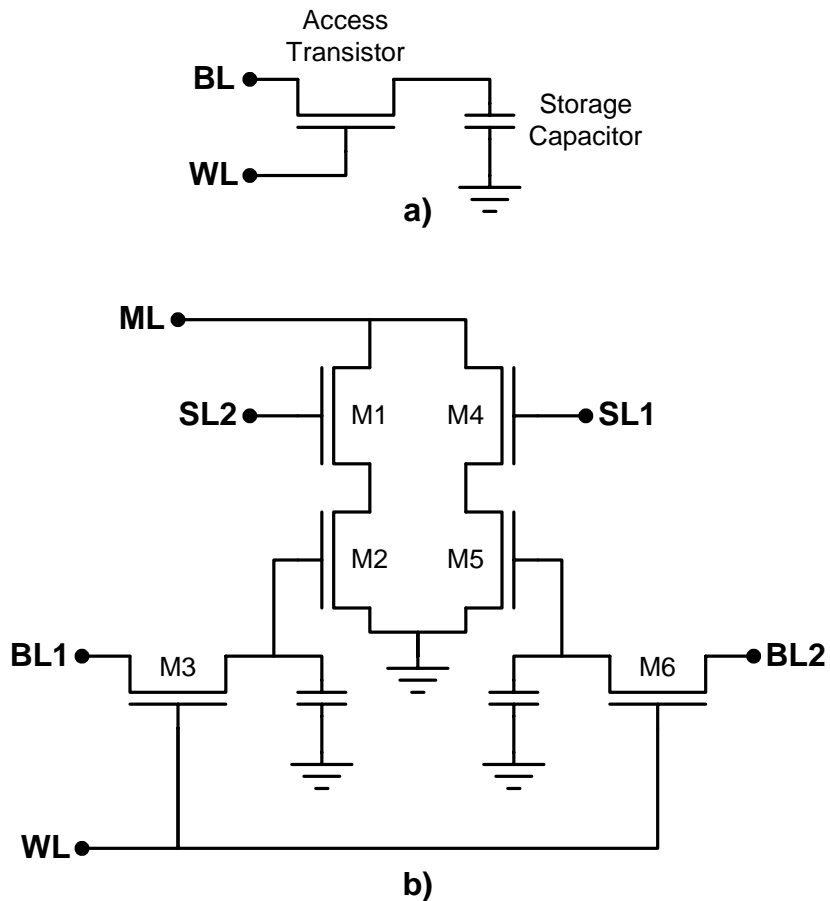 Access
Transistor
BL
Storage
Capacitor
WL
a)
ML
SL2
M1
M4
SL1
M2
M5
BL1
M3
M6
BL2
WL
b)